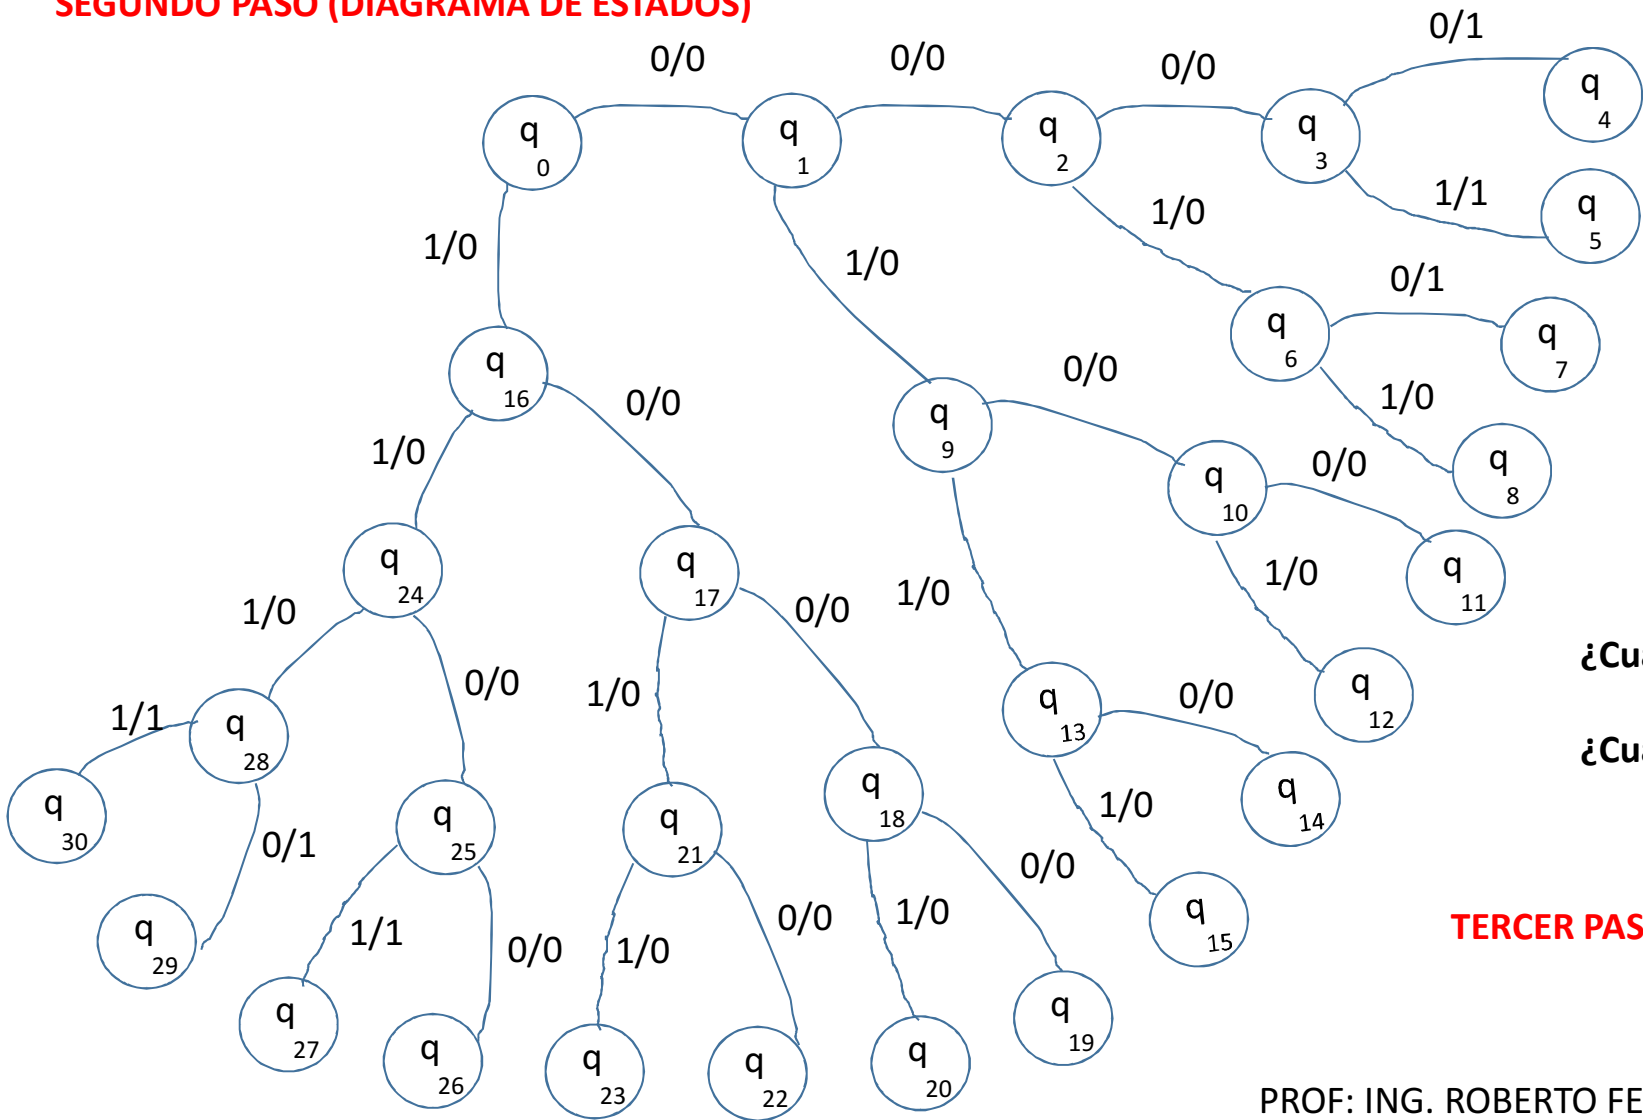 SEGUNDO PASO (DIAGRAMA DE ESTADOS)
0/0
0/0
0/0
0/1
q 0
q 1
q 2
q 3
q 4
1/1
q 5
1/0
1/0
1/0
0/1
q 6
q 7
q 16
0/0
0/0
1/0
q 9
1/0
q 10
0/0
q 8
q 24
q 17
1/0
1/0
q 11
1/0
0/0
0/0
1/0
0/0
q 12
1/1
q 28
q 13
q 30
q 25
q 21
q 18
1/0
q 14
0/1
0/0
q 29
1/1
0/0
1/0
0/0
1/0
q 15
TERCER PAS
q 27
q 26
q 23
q 22
q 20
q 19
¿Cu
¿Cu
PROF: ING. ROBERTO FE